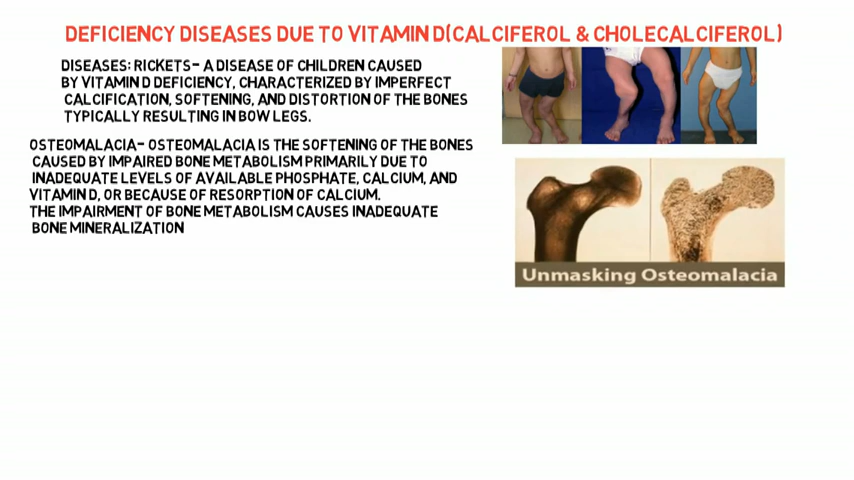 DEFICIENCY DISEASES DUE TO VITAMIN D(CALCIFEROL & CHOLECALCIFEROL)
DISEASES: RICKETS- A DISEASE OF CHILDREN CAUSED
BY VITAMIN D DEFICIENCY, CHARACTERIZED BY IMPERFECT
CALCIFICATION, SOFTENING, AND DISTORTION OF THE BONES
TYPICALLY RESULTING IN BOW LEGS.
OSTEOMALACIA- OSTEOMALACIA IS THE SOFTENING OF THE BONES
CAUSED BY IMPAIRED BONE METABOLISM PRIMARILY DUE TO
INADEQUATE LEVELS OF AVAILABLE PHOSPHATE, CALCIUM, AND
VITAMIN D, OR BECAUSE OF RESORPTION OF CALCIUM.
THE IMPAIRMENT OF BONE METABOLISM CAUSES INADEQUATE
BONE MINERALIZATION
Unmasking Osteomalacia